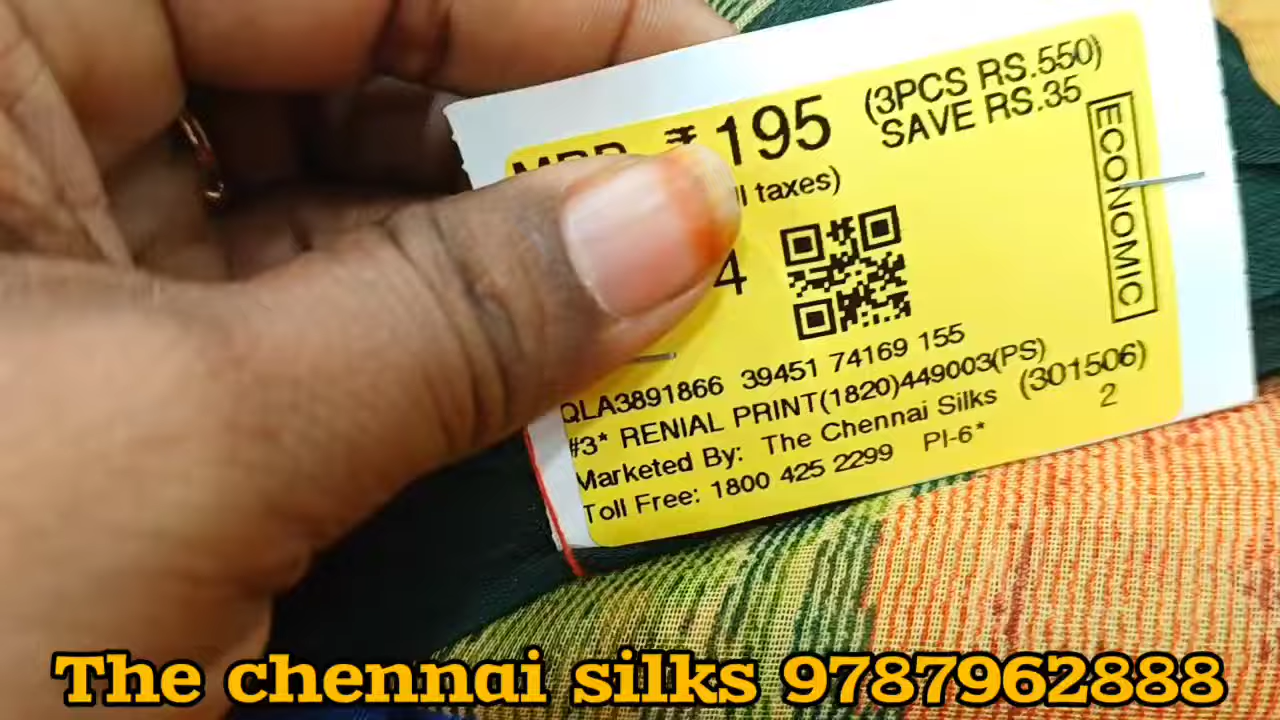 MRP ₹ 195 (3PCS RS.550)
SAVE RS.35
taxes)
4
ECONOMIC
QLA3891866 39451 74169 155
#3* RENIAL PRINT(1820)449003(PS)
Marketed By: The Chennai Silks (301506)
Toll Free: 1800 425 2299 PI-6* 2
The chennai silks 9787962888